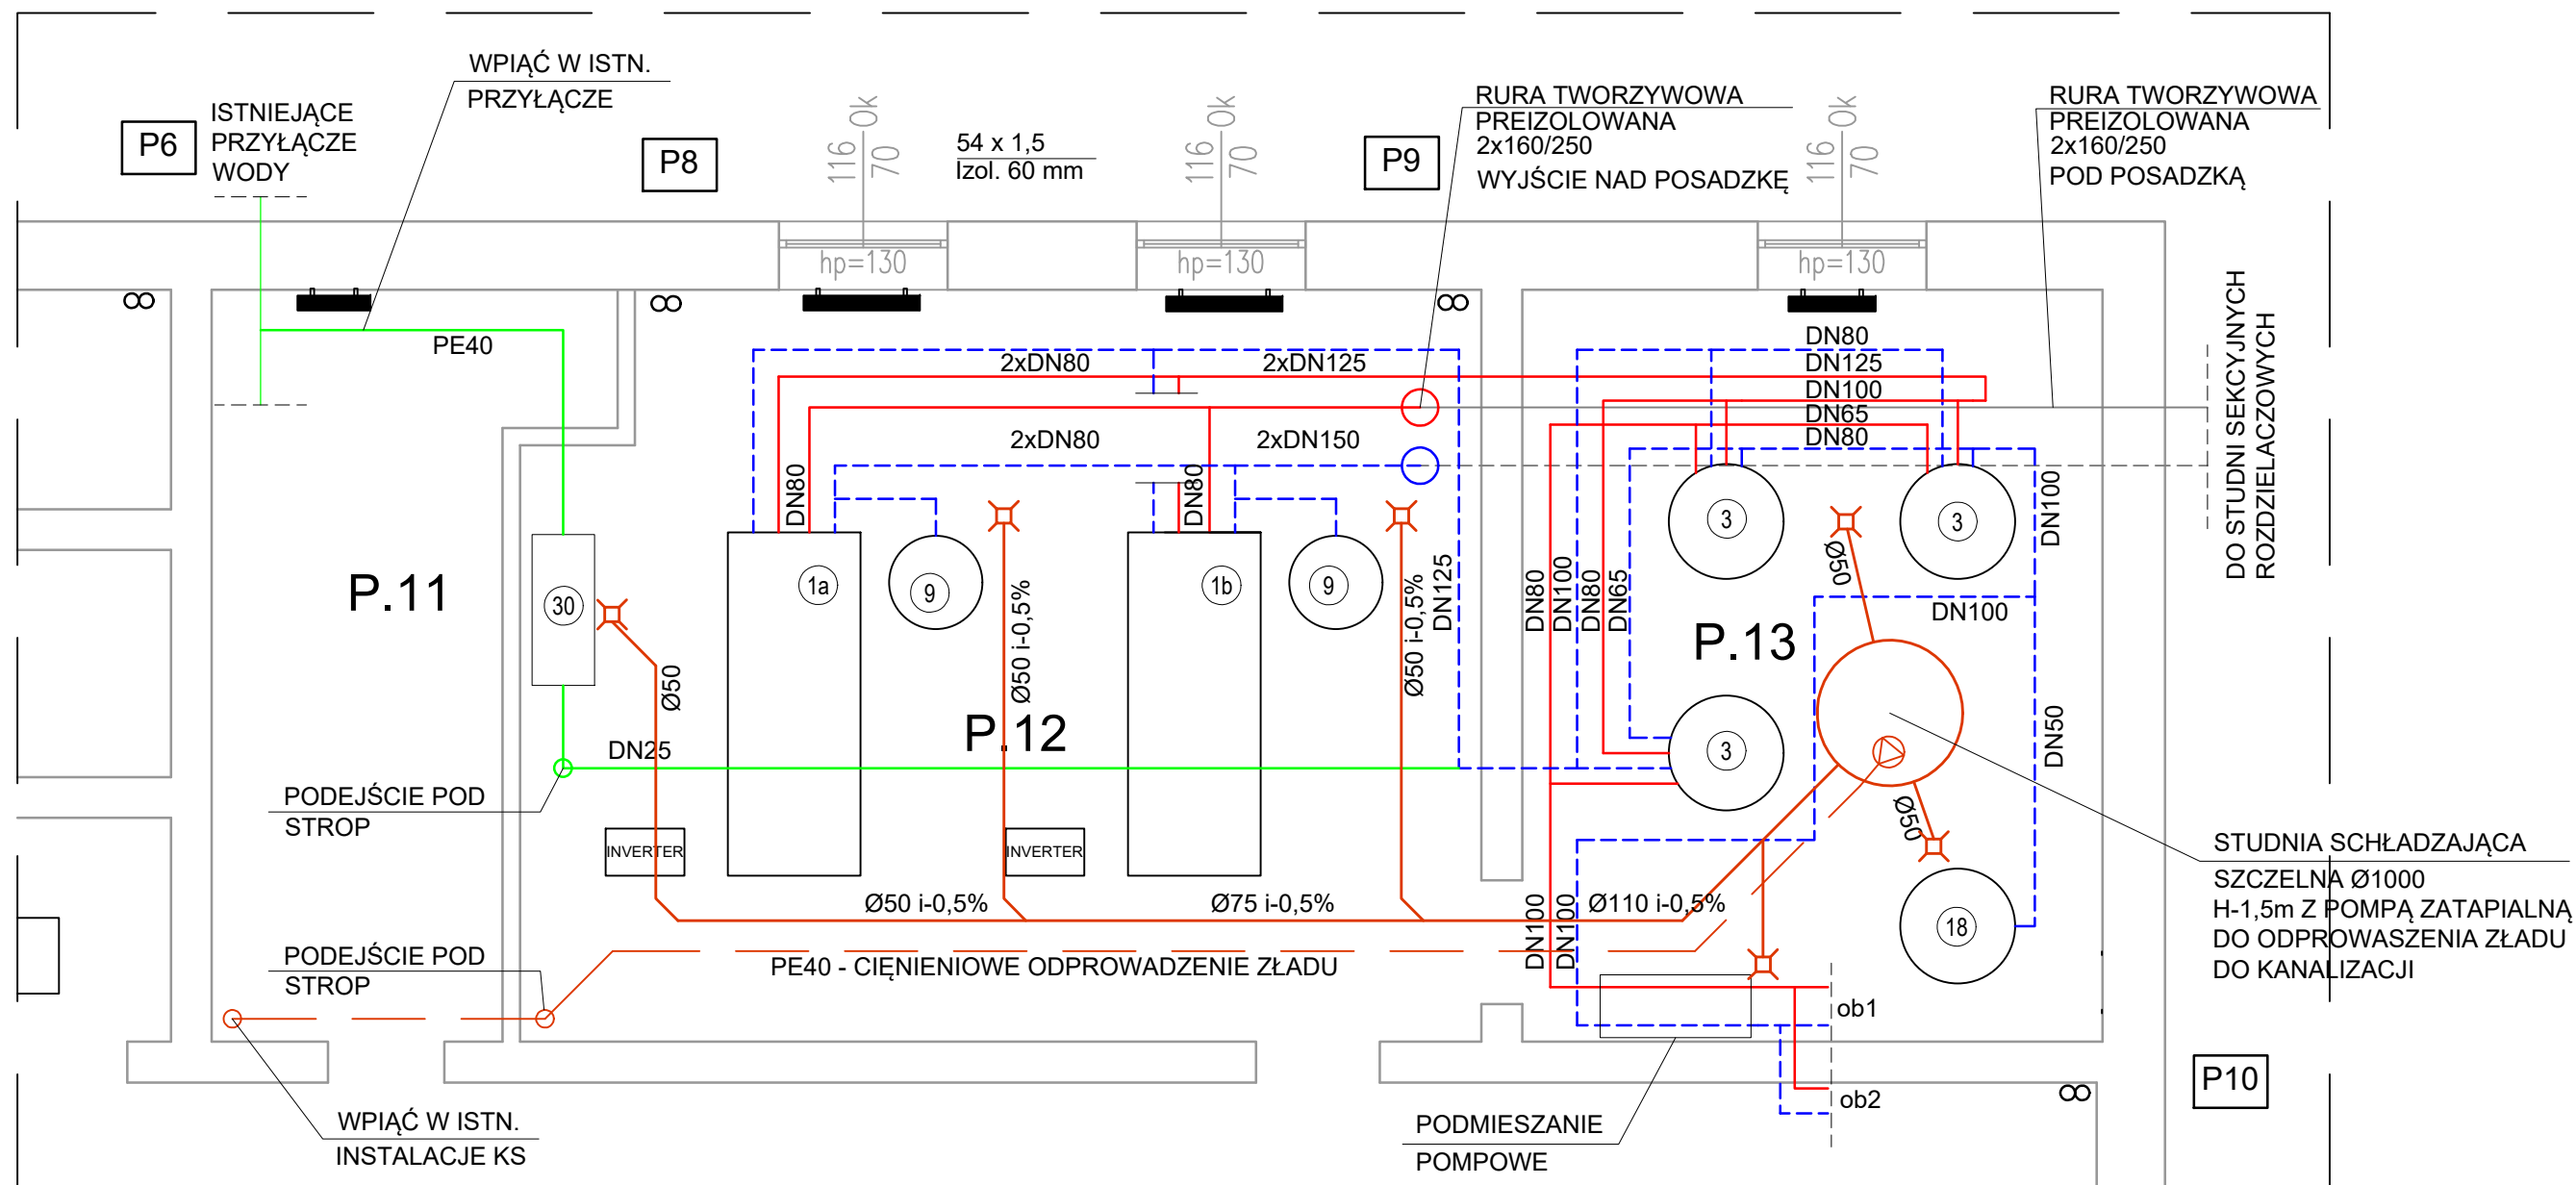 WPIĄĆ W ISTN.
PRZYŁĄCZE
P6
ISTNIEJĄCE
PRZYŁĄCZE
WODY
P8
116
70
Ok
hp=130
54 x 1,5
Izol. 60 mm
116
70
Ok
hp=130
P9
RURA TWORZYWOWA
PREIZOLOWANA
2x160/250
WYJŚCIE NAD POSADZKĘ
116
70
Ok
hp=130
RURA TWORZYWOWA
PREIZOLOWANA
2x160/250
POD POSADZKĄ
DO STUDNI SEKCYJNYCH
ROZDZIELACZOWYCH
PE40
2xDN80
2xDN125
DN80
DN125
DN100
DN65
DN80
2xDN80
2xDN150
DN80
DN80
DN100
P.11
30
1a
9
1b
9
3
3
Ø50
Ø50
Ø50 i-0,5%
Ø50 i-0,5%
DN125
DN80
DN100
DN80
DN65
DN100
P.13
P.12
DN25
3
DN50
Ø50
PODEJŚCIE POD
STROP
INVERTER
INVERTER
Ø50 i-0,5%
Ø75 i-0,5%
Ø110 i-0,5%
DN100
DN100
18
STUDNIA SCHŁADZAJĄCA
SZCZELNA Ø1000
H-1,5m Z POMPĄ ZATAPIALNĄ
DO ODPROWASZENIA ZŁADU
DO KANALIZACJI
PODEJŚCIE POD
STROP
PE40 - CIĘNIENIOWE ODPROWADZENIE ZŁADU
ob1
ob2
P10
WPIĄĆ W ISTN.
INSTALACJE KS
PODMIESZANIE
POMPOWE